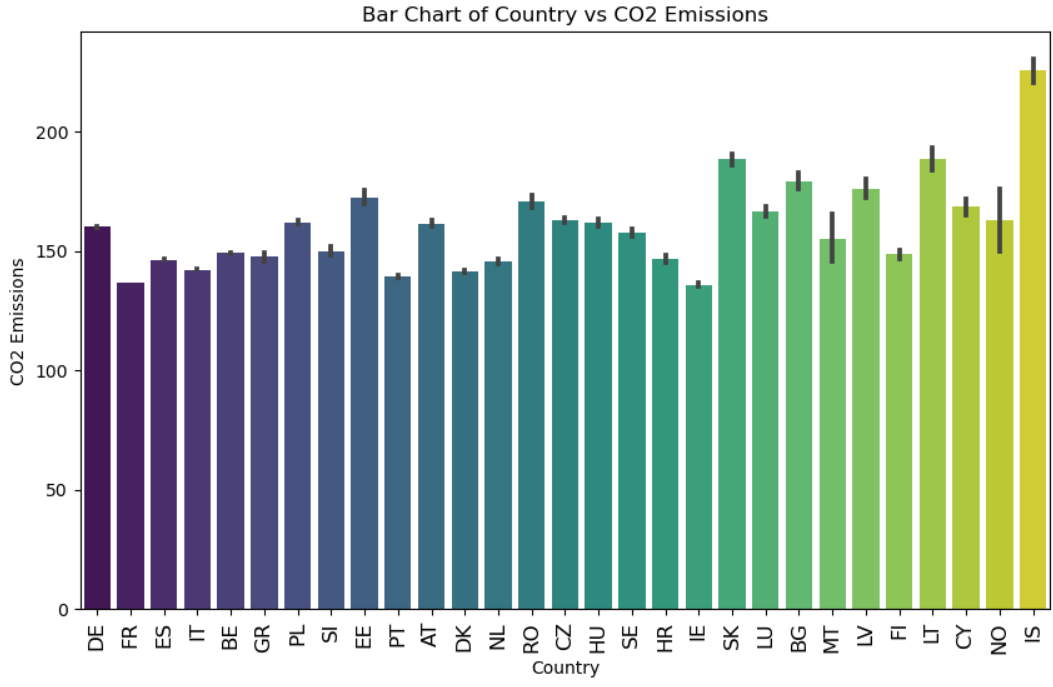 Bar Chart of Country vs CO2 Emissions
CO2 Emissions
200
150
100
50
0
DE FR ES IT BE GR PL SI EE PT AT DK NL RO CZ HU SE HR IE SK LU BG MT LV FI LT CY NO IS
Country